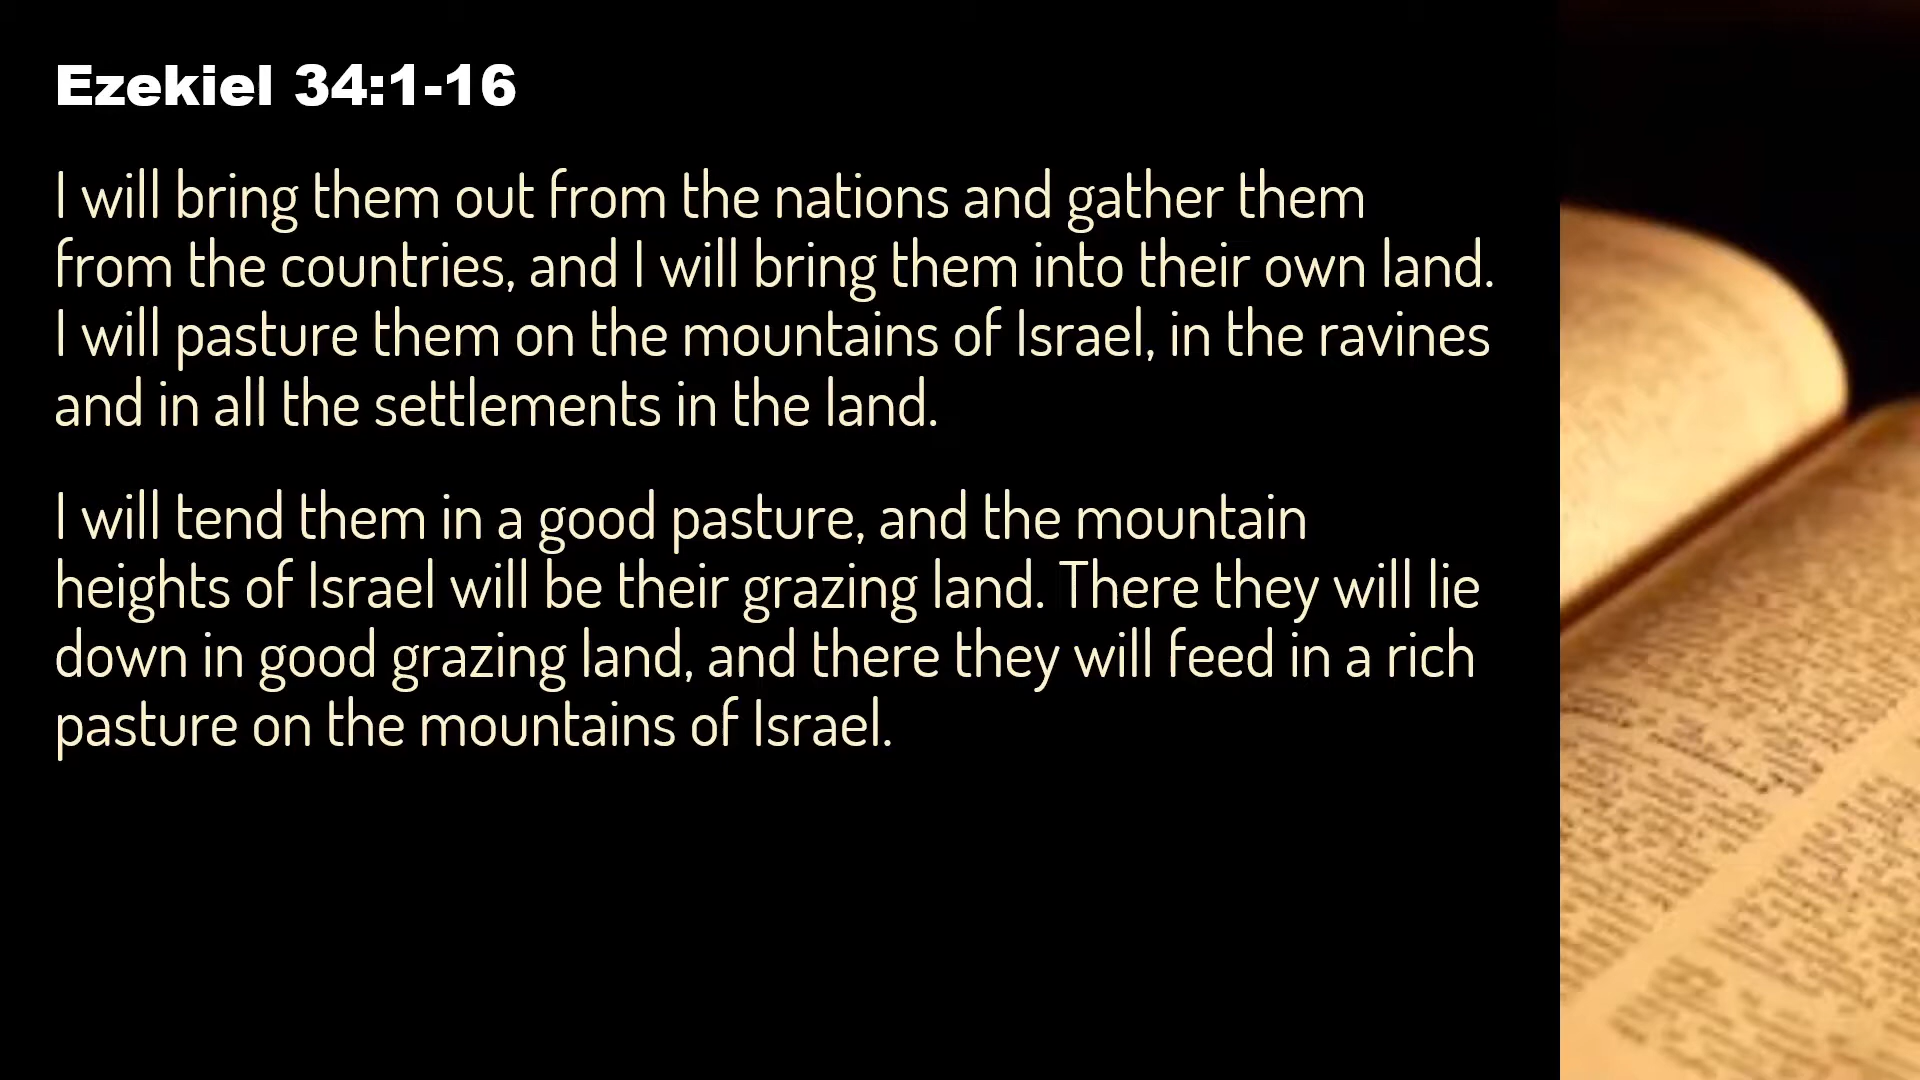 Ezekiel 34:1-16
I will bring them out from the nations and gather them
from the countries, and I will bring them into their own land.
I will pasture them on the mountains of Israel, in the ravines
and in all the settlements in the land.
I will tend them in a good pasture, and the mountain
heights of Israel will be their grazing land. There they will lie
down in good grazing land, and there they will feed in a rich
pasture on the mountains of Israel.